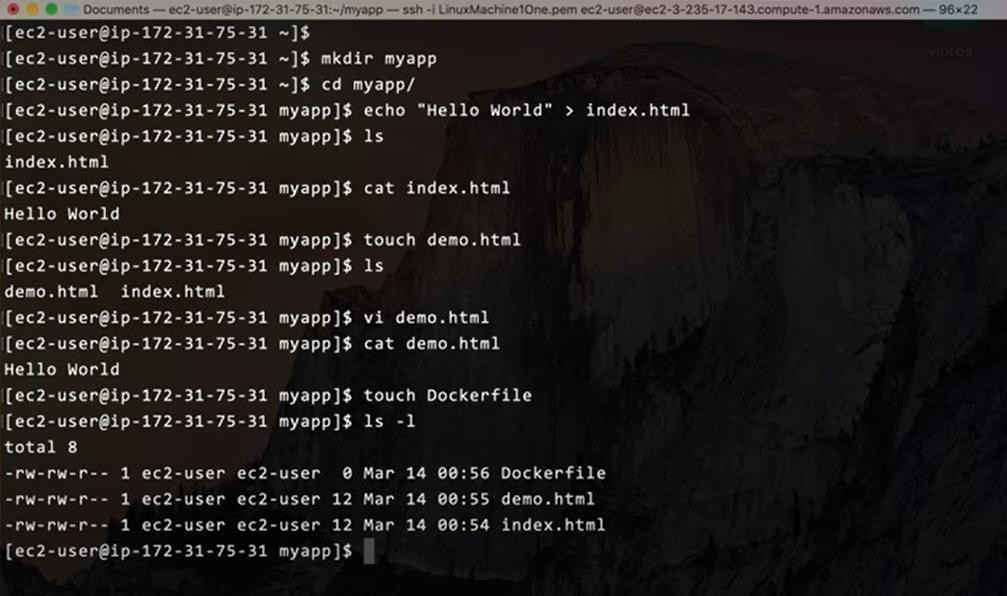 Documents — ec2-user@ip-172-31-75-31:~/myapp — ssh -i LinuxMachine1One.pem ec2-user@ec2-3-235-17-143.compute-1.amazonaws.com — 96×22
[ec2-user@ip-172-31-75-31 ~]$
[ec2-user@ip-172-31-75-31 ~]$ mkdir myapp
VIDEOS
[ec2-user@ip-172-31-75-31 ~]$ cd myapp/
[ec2-user@ip-172-31-75-31 myapp]$ echo "Hello World" > index.html
[ec2-user@ip-172-31-75-31 myapp]$ ls
index.html
[ec2-user@ip-172-31-75-31 myapp]$ cat index.html
Hello World
[ec2-user@ip-172-31-75-31 myapp]$ touch demo.html
[ec2-user@ip-172-31-75-31 myapp]$ ls
demo.html  index.html
[ec2-user@ip-172-31-75-31 myapp]$ vi demo.html
[ec2-user@ip-172-31-75-31 myapp]$ cat demo.html
Hello World
[ec2-user@ip-172-31-75-31 myapp]$ touch Dockerfile
[ec2-user@ip-172-31-75-31 myapp]$ ls -l
total 8
-rw-rw-r-- 1 ec2-user ec2-user  0 Mar 14 00:56 Dockerfile
-rw-rw-r-- 1 ec2-user ec2-user 12 Mar 14 00:55 demo.html
-rw-rw-r-- 1 ec2-user ec2-user 12 Mar 14 00:54 index.html
[ec2-user@ip-172-31-75-31 myapp]$